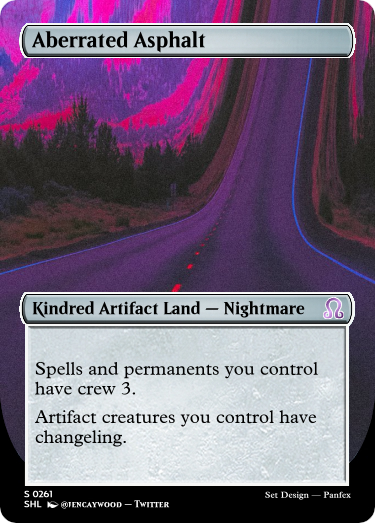 Aberrated Asphalt
Kindred Artifact Land — Nightmare
Spells and permanents you control
have crew 3.
Artifact creatures you control have
changeling.
S 0261
SHL @jencaywood — Twitter
Set Design — Panfex